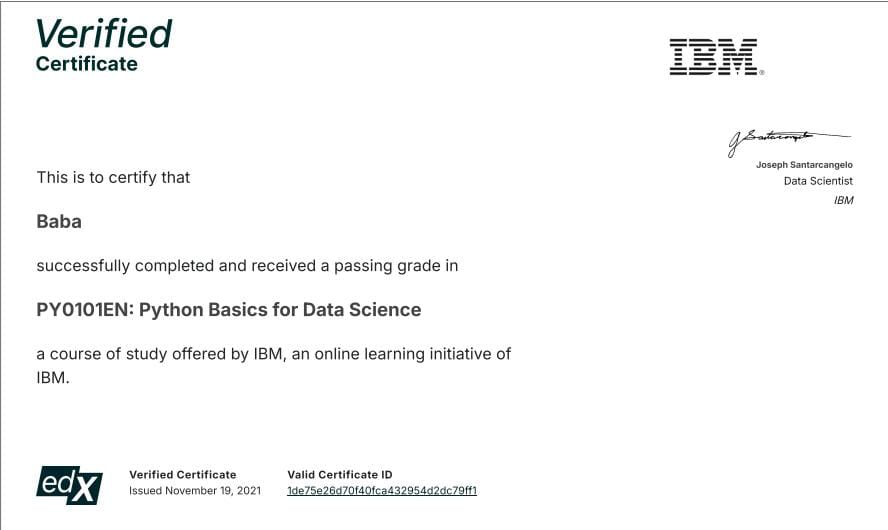 Verified
Certificate
IBM®
Joseph Santarcangelo
Data Scientist
IBM
This is to certify that
Baba
successfully completed and received a passing grade in
PY0101EN: Python Basics for Data Science
a course of study offered by IBM, an online learning initiative of
IBM.
edX
Verified Certificate
Issued November 19, 2021
Valid Certificate ID
1de75e26d70f40fca432954d2dc79ff1